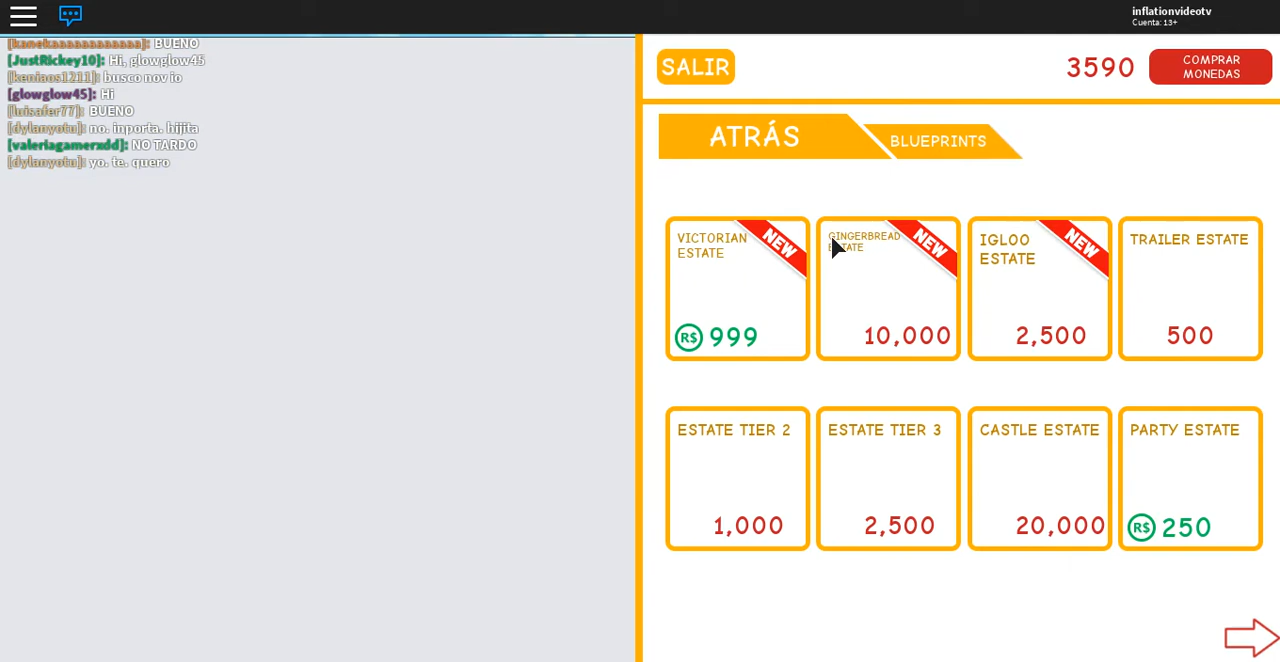 inflationvideotv
Cuenta: 13+
[kanekaaaaaaaaaaaa]: BUENO
[JustRickey10]: Hi, glowglow45
[keniaos1211]: busco nov io
[glowglow45]: Hi
[luisafer77]: BUENO
[dylanyotu]: no. inporta. hijita
[valeriagamerxdd]: NO TARDO
[dylanyotu]: yo. te. quero
SALIR
3590
COMPRAR
MONEDAS
ATRÁS
BLUEPRINTS
VICTORIAN
ESTATE
NEW
R$ 999
GINGERBREAD
ESTATE
NEW
10,000
IGLOO
ESTATE
NEW
2,500
TRAILER ESTATE
500
ESTATE TIER 2
1,000
ESTATE TIER 3
2,500
CASTLE ESTATE
20,000
PARTY ESTATE
R$ 250